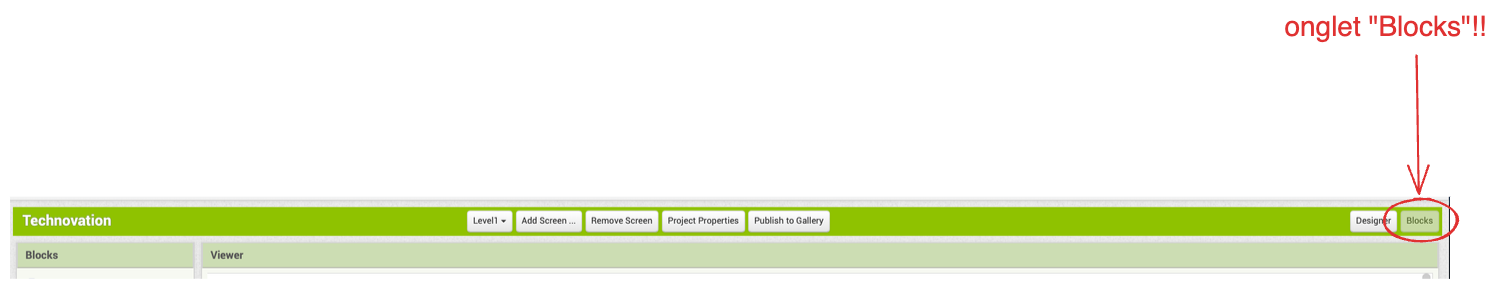 onglet "Blocks"!!
Technovation
Level1
Add Screen ...
Remove Screen
Project Properties
Publish to Gallery
Designer
Blocks
Blocks
Viewer